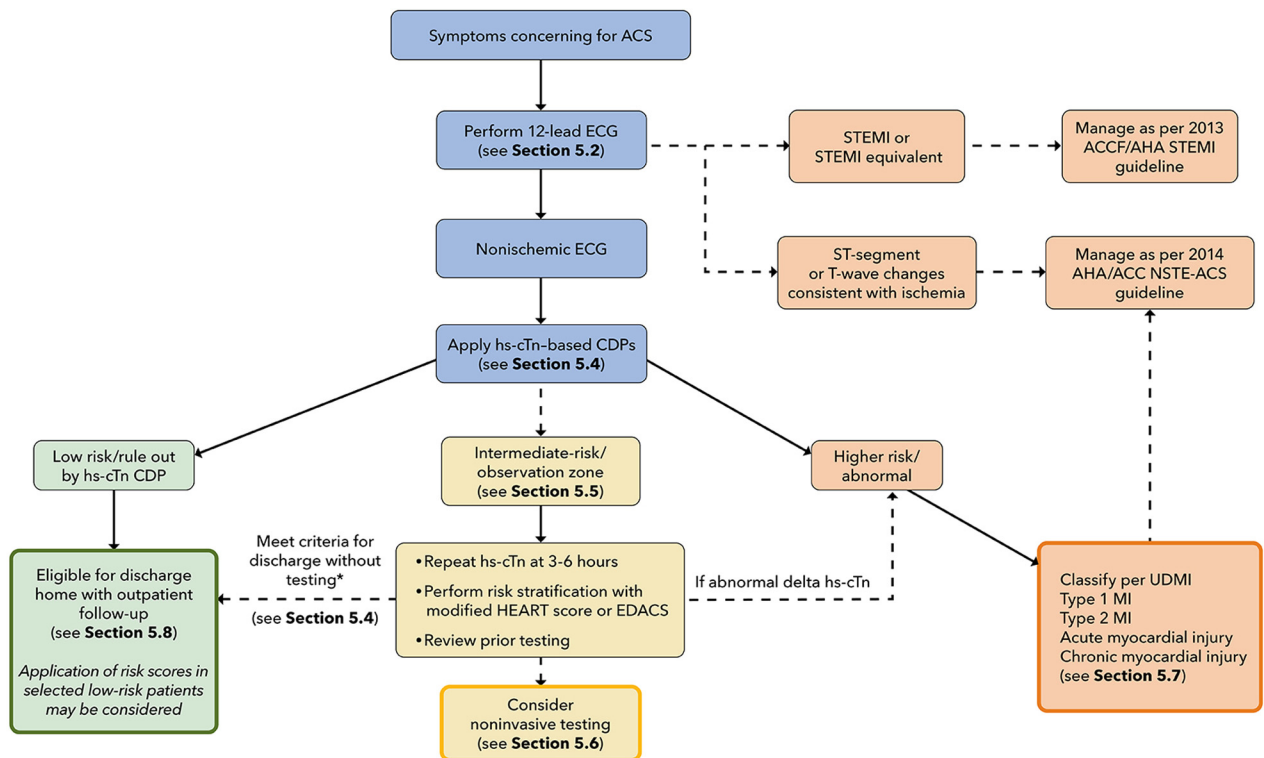 Symptoms concerning for ACS
Perform 12-lead ECG
(see Section 5.2)
STEMI or
STEMI equivalent
Manage as per 2013
ACCF/AHA STEMI
guideline
Nonischemic ECG
ST-segment
or T-wave changes
consistent with ischemia
Manage as per 2014
AHA/ACC NSTE-ACS
guideline
Apply hs-cTn–based CDPs
(see Section 5.4)
Low risk/rule out
by hs-cTn CDP
Intermediate-risk/
observation zone
(see Section 5.5)
Higher risk/
abnormal
Eligible for discharge
home with outpatient
follow-up
(see Section 5.8)
Application of risk scores in
selected low-risk patients
may be considered
Meet criteria for
discharge without
testing*
(see Section 5.4)
•Repeat hs-cTn at 3-6 hours
•Perform risk stratification with
modified HEART score or EDACS
•Review prior testing
If abnormal delta hs-cTn
Classify per UDMI
Type 1 MI
Type 2 MI
Acute myocardial injury
Chronic myocardial injury
(see Section 5.7)
Consider
noninvasive testing
(see Section 5.6)